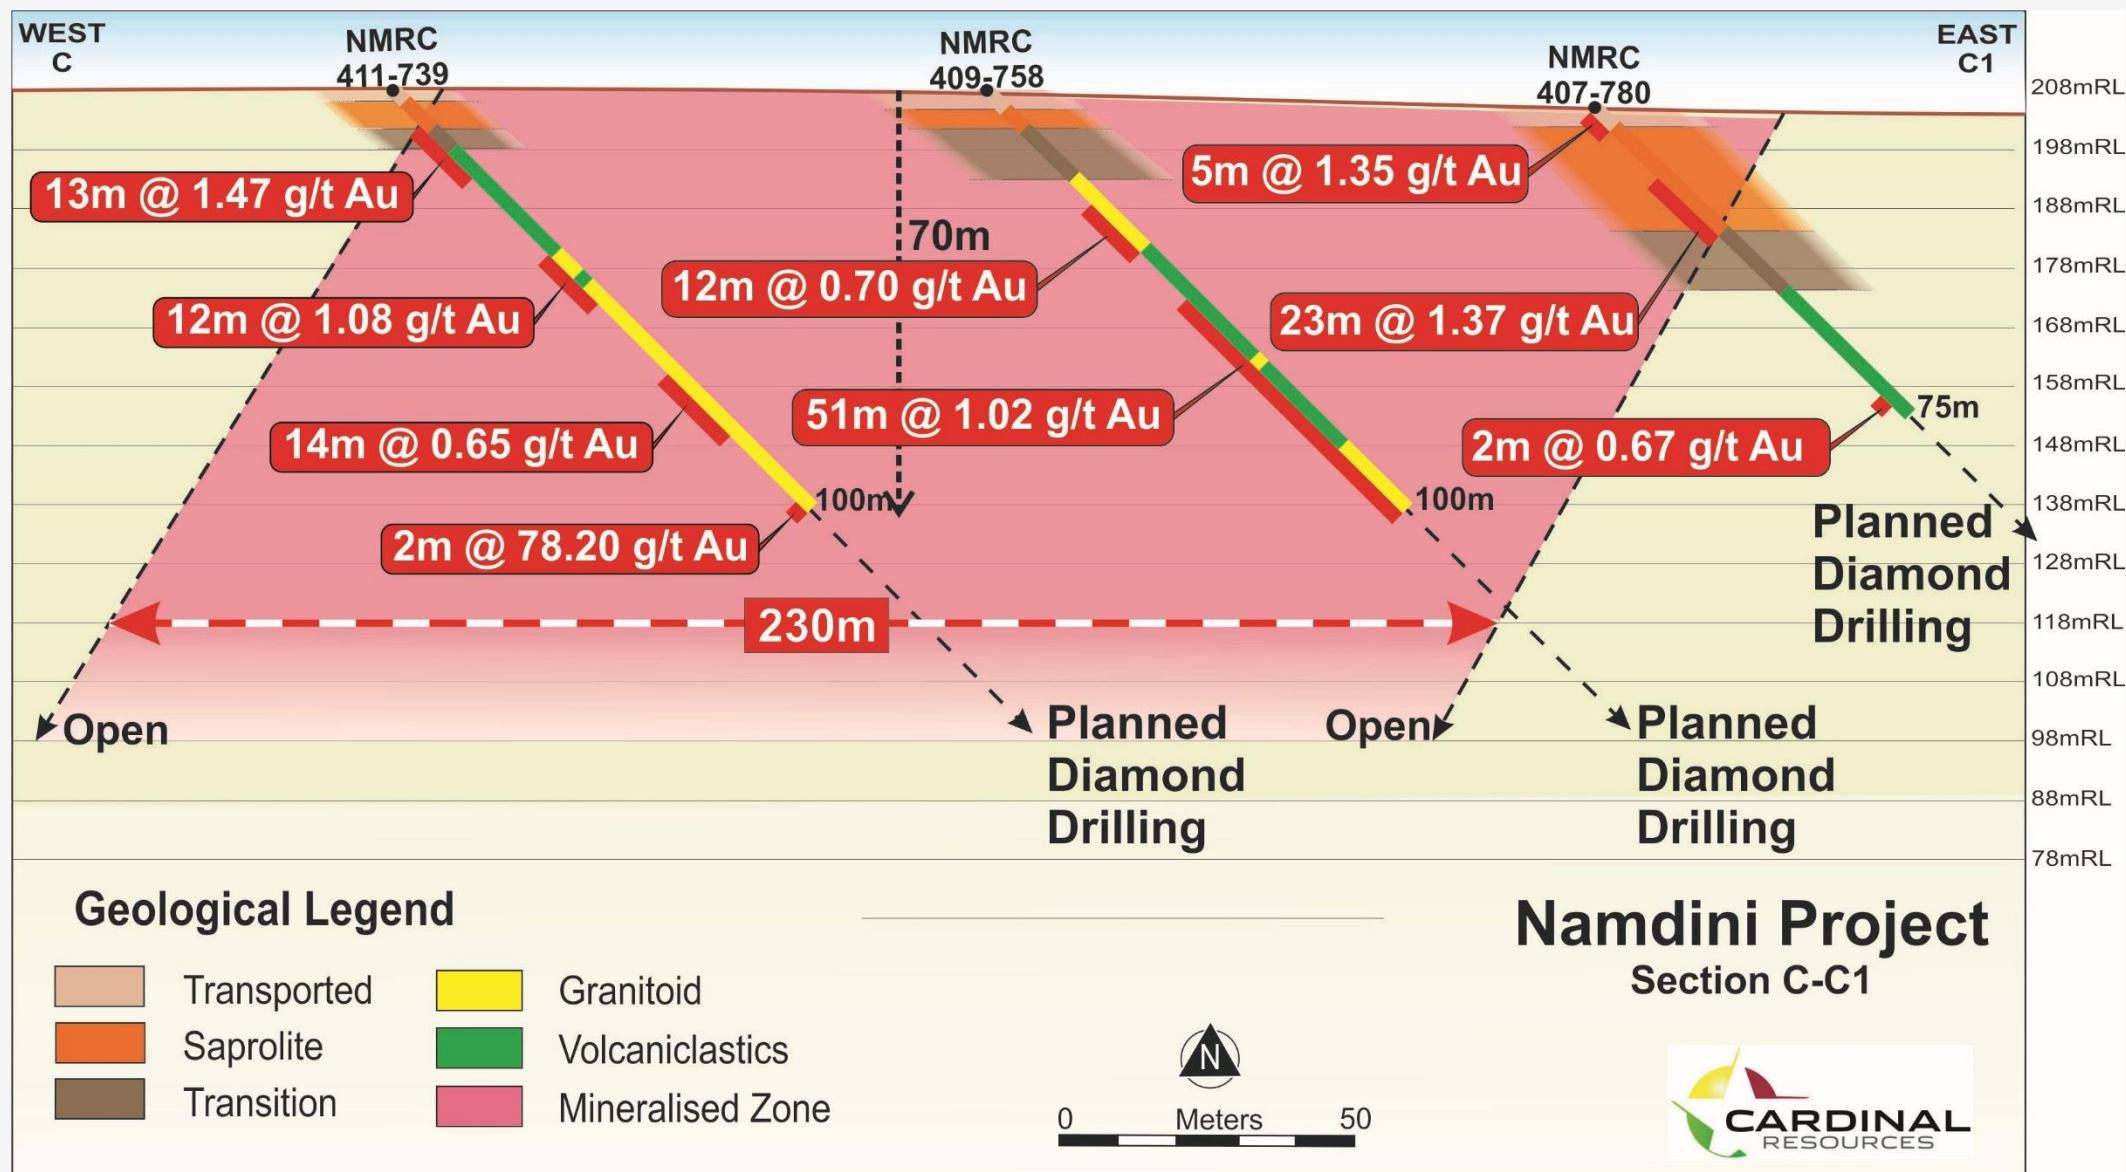 WEST
C
NMRC
411-739
NMRC
409-758
NMRC
407-780
EAST
C1
208mRL
198mRL
188mRL
178mRL
168mRL
158mRL
148mRL
138mRL
128mRL
118mRL
108mRL
98mRL
88mRL
78mRL
13m @ 1.47 g/t Au
12m @ 1.08 g/t Au
14m @ 0.65 g/t Au
2m @ 78.20 g/t Au
100m
70m
12m @ 0.70 g/t Au
51m @ 1.02 g/t Au
100m
5m @ 1.35 g/t Au
23m @ 1.37 g/t Au
2m @ 0.67 g/t Au
75m
230m
Open
Planned
Diamond
Drilling
Open
Planned
Diamond
Drilling
Planned
Diamond
Drilling
Geological Legend
Transported
Saprolite
Transition
Granitoid
Volcaniclastics
Mineralised Zone
N
0 Meters 50
Namdini Project
Section C-C1
CARDINAL
RESOURCES